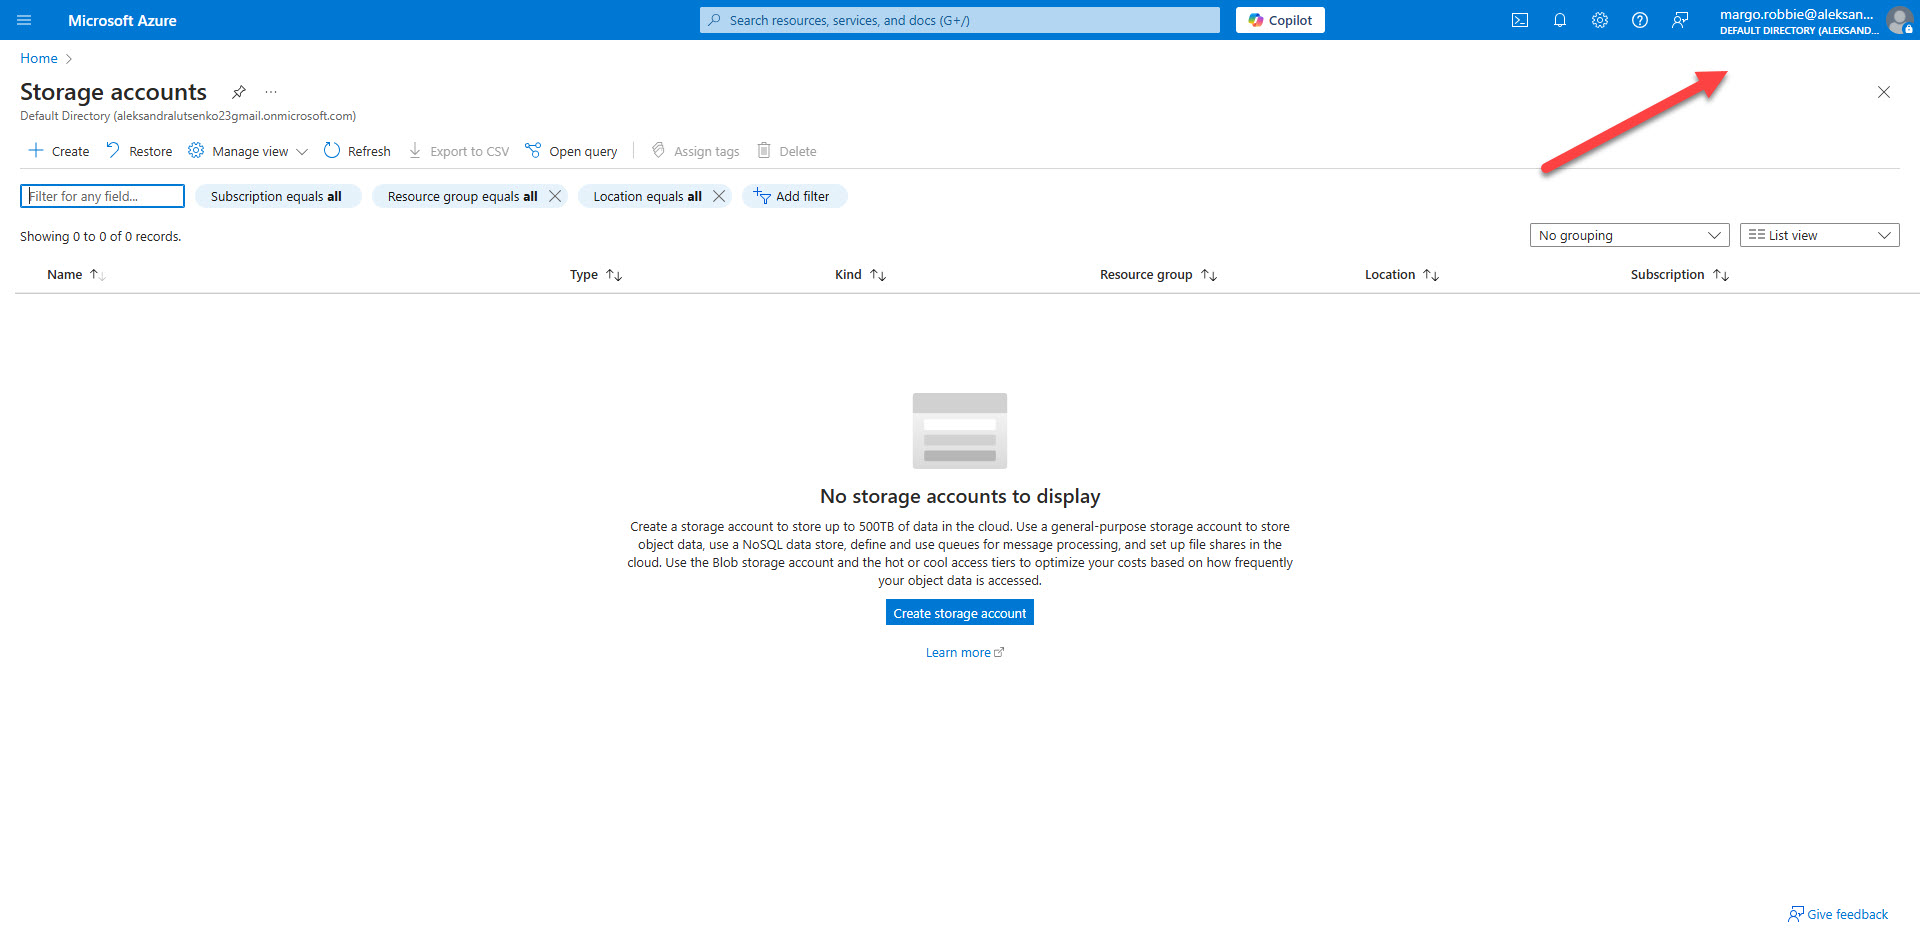 Microsoft Azure
Search resources, services, and docs (G+/)
Copilot
margo.robbie@aleksan...
DEFAULT DIRECTORY (ALEKSAND...
Home
Storage accounts
...
Default Directory (aleksandralutsenko23gmail.onmicrosoft.com)
Create Restore Manage view Refresh Export to CSV Open query Assign tags Delete
Filter for any field... Subscription equals all Resource group equals all Location equals all Add filter
Showing 0 to 0 of 0 records.
No grouping List view
Name Type Kind Resource group Location Subscription
No storage accounts to display
Create a storage account to store up to 500TB of data in the cloud. Use a general-purpose storage account to store
object data, use a NoSQL data store, define and use queues for message processing, and set up file shares in the
cloud. Use the Blob storage account and the hot or cool access tiers to optimize your costs based on how frequently
your object data is accessed.
Create storage account
Learn more
Give feedback